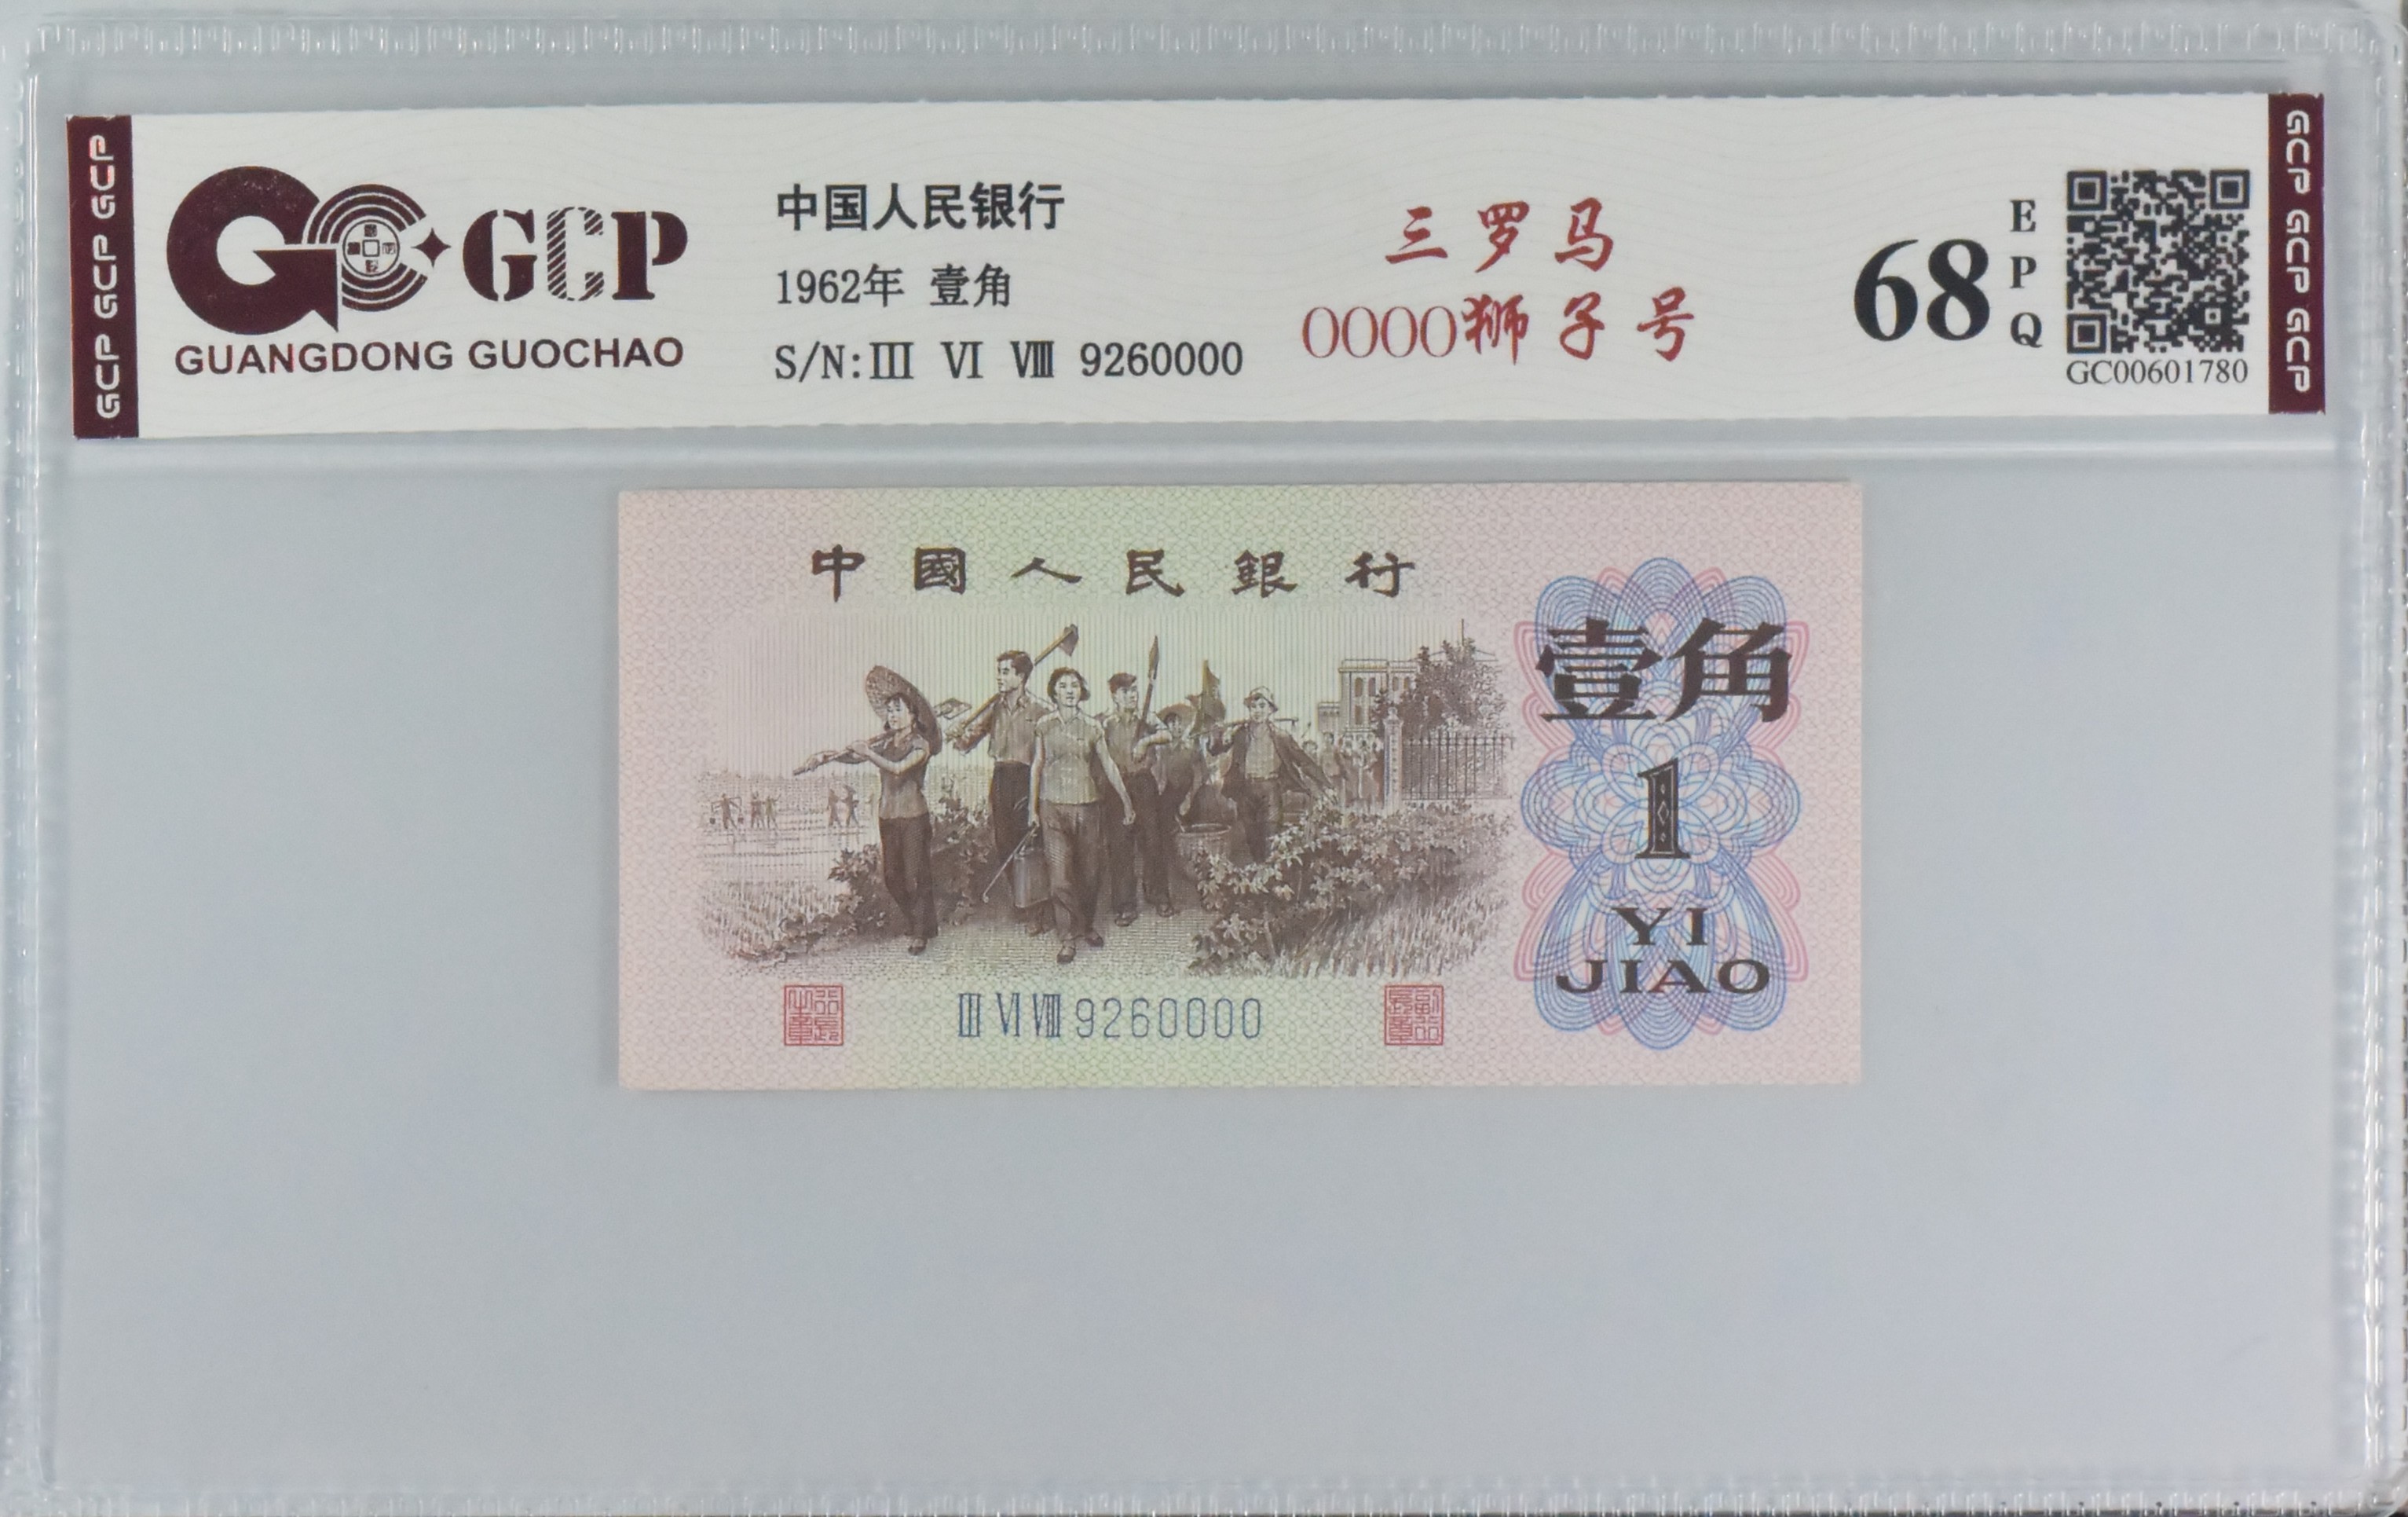 GCP GCP GCP
GCP
GUANGDONG GUOCHAO
中国人民银行
1962年 壹角
S/N:Ⅲ Ⅵ Ⅷ 9260000
三罗马
0000狮子号
68
EPQ
GC00601780
GCP GCP GCP
中國人民銀行
壹角
1
YI
JIAO
Ⅲ Ⅵ Ⅷ 9260000